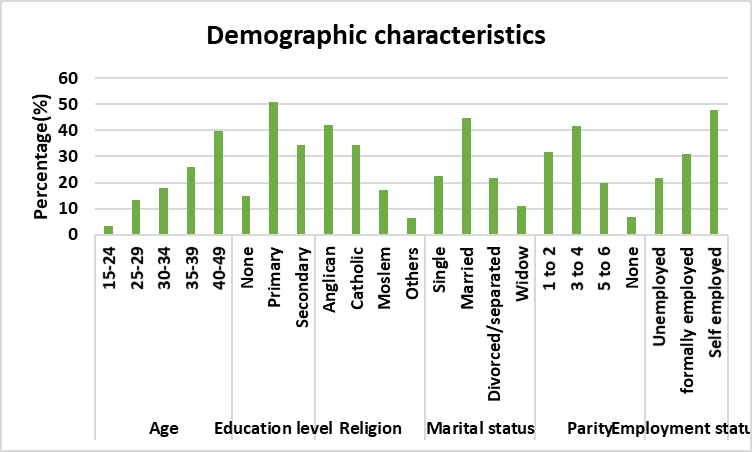 Demographic characteristics
Percentage(%)
60
50
40
30
20
10
0
15-24
25-29
30-34
35-39
40-49
None
Primary
Secondary
Anglican
Catholic
Moslem
Others
Single
Married
Divorced/separated
Widow
1 to 2
3 to 4
5 to 6
None
Unemployed
formally employed
Self employed
Age
Education level
Religion
Marital status
Parity
Employment statu